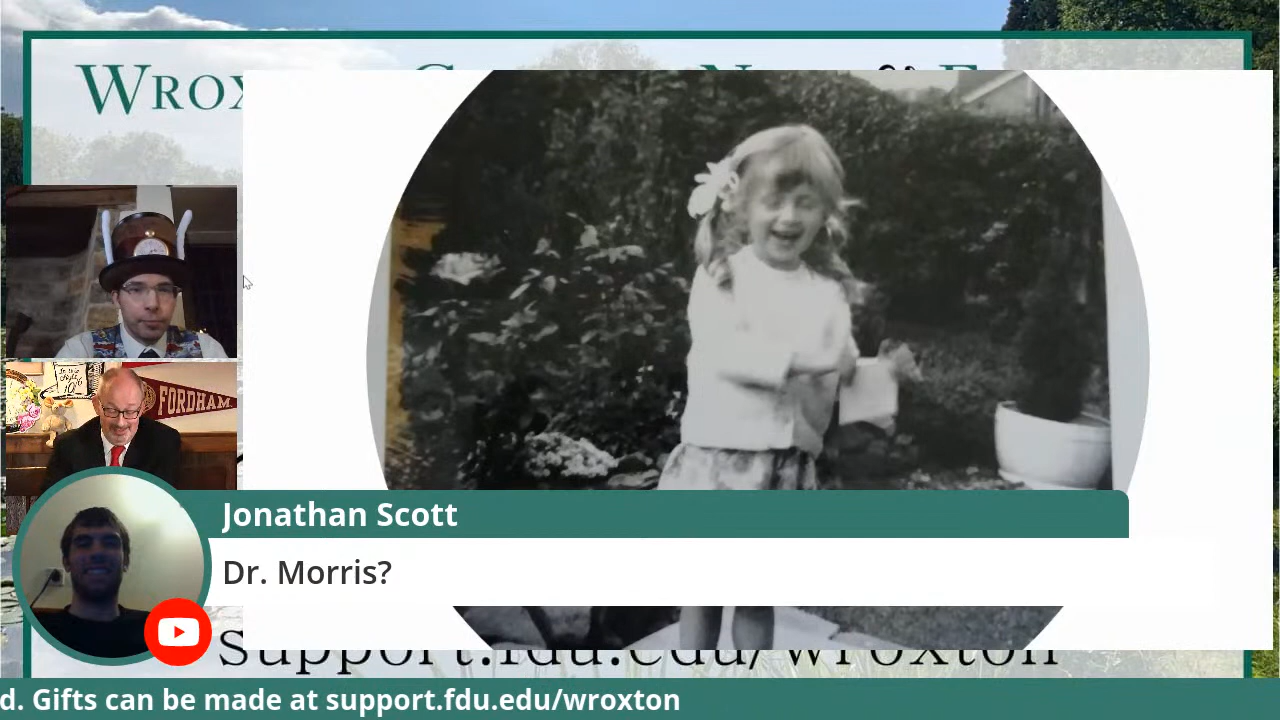 WROX
FORDHAM
Jonathan Scott
Dr. Morris?
support.fdu.edu/wroxton
d. Gifts can be made at support.fdu.edu/wroxton